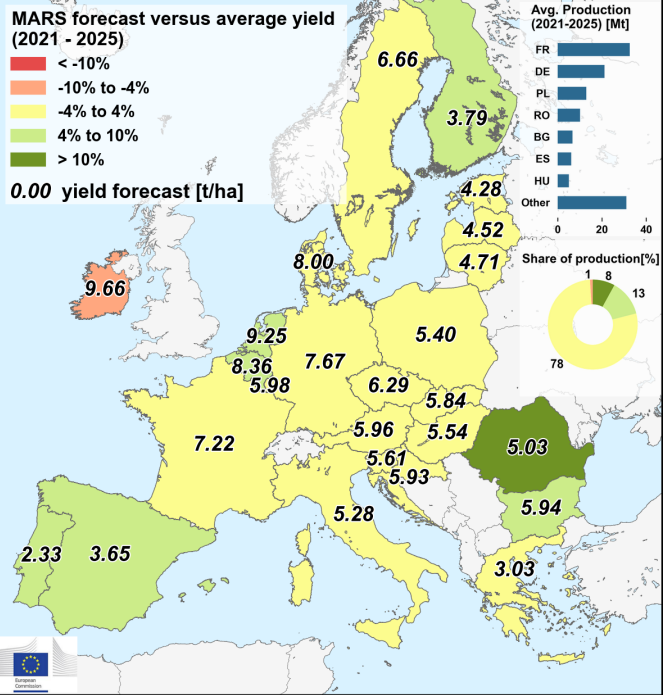 MARS forecast versus average yield
(2021 - 2025)
< -10%
-10% to -4%
-4% to 4%
4% to 10%
> 10%
0.00 yield forecast [t/ha]
Avg. Production
(2021-2025) [Mt]
FR
DE
PL
RO
BG
ES
HU
Other
0 20 40
Share of production[%]
1 8
13
78
6.66
3.79
4.28
4.52
4.71
8.00
9.66
9.25
8.36
5.98
7.67
5.40
6.29
5.84
5.96
5.54
7.22
5.61
5.93
5.03
5.94
5.28
2.33
3.65
3.03
European
Commission